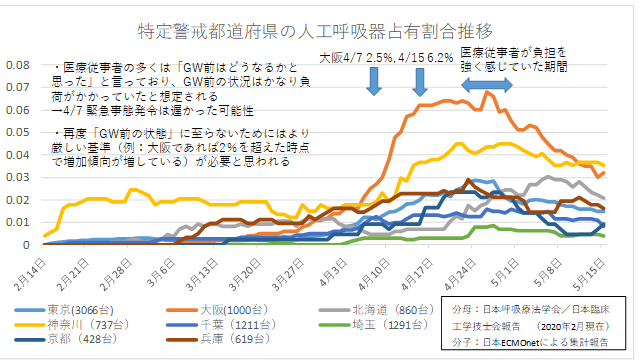 特定警戒都道府県の人工呼吸器占有割合推移
・医療従事者の多くは「GW前はどうなるかと
思った」と言っており、GW前の状況はかなり負
荷がかかっていたと想定される
→4/7 緊急事態発令は遅かった可能性
・再度「GW前の状態」に至らないためにはより
厳しい基準（例：大阪であれば2％を超えた時点
で増加傾向が増している）が必要と思われる
大阪4/7 2.5%, 4/15 6.2%
医療従事者が負担を
強く感じていた期間
0.08
0.07
0.06
0.05
0.04
0.03
0.02
0.01
0
2月14日 2月21日 2月28日 3月6日 3月13日 3月20日 3月27日 4月3日 4月10日 4月17日 4月24日 5月1日 5月8日 5月15日
東京(3066台) 大阪(1000台) 北海道（860台）
神奈川（737台） 千葉（1211台） 埼玉（1291台）
京都（428台） 兵庫（619台）
分母：日本呼吸療法学会／日本臨床
工学技士会報告 （2020年2月現在）
分子：日本ECMOnetによる集計報告